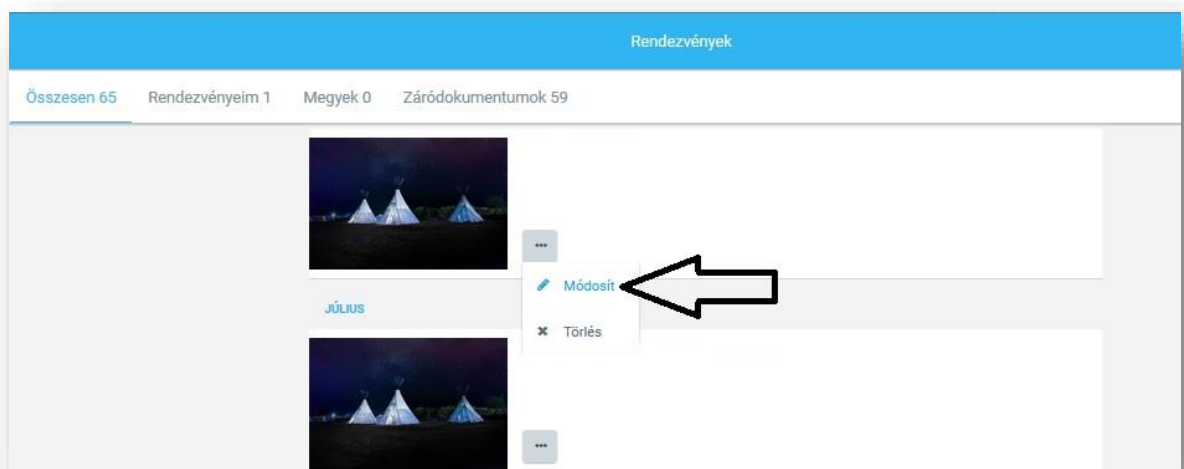 Rendezvények
Összesen 65 Rendezvényeim 1 Megyek 0 Záródokumentumok 59
Módosít
JÚLIUS
Törlés